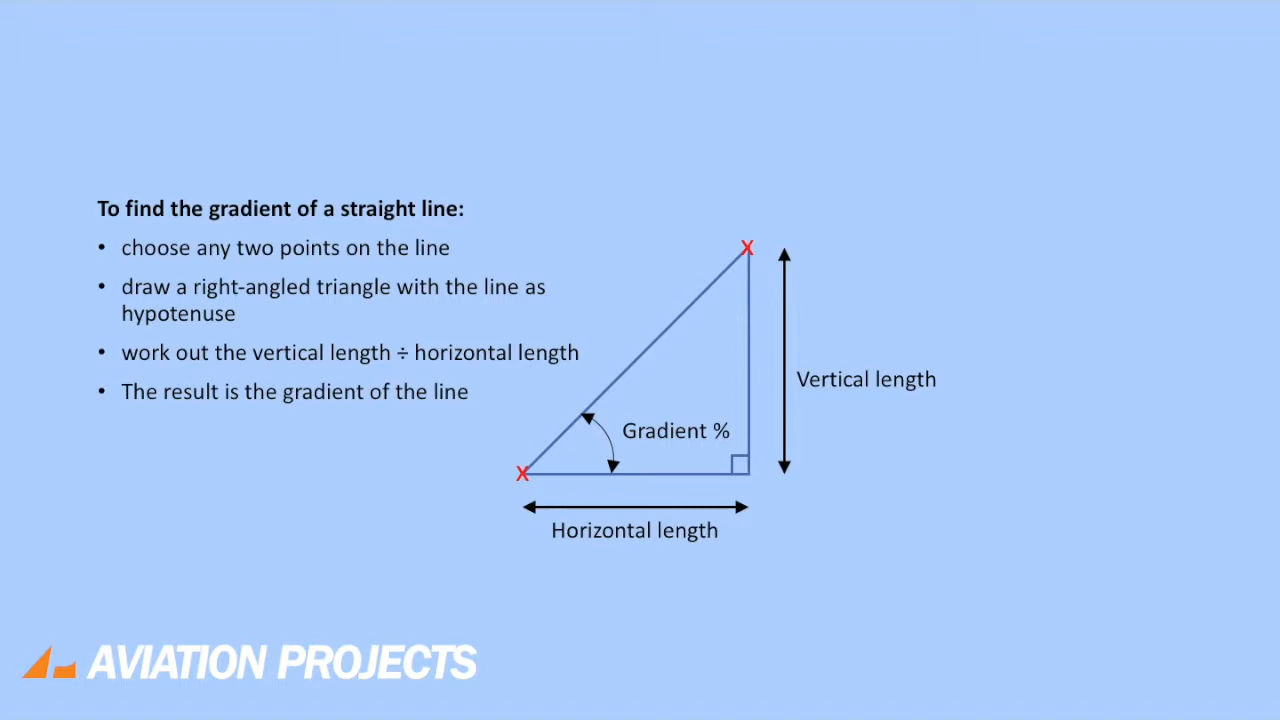 To find the gradient of a straight line:
• choose any two points on the line
• draw a right-angled triangle with the line as
hypotenuse
• work out the vertical length ÷ horizontal length
• The result is the gradient of the line
X
Vertical length
Gradient %
X
Horizontal length
AVIATION PROJECTS